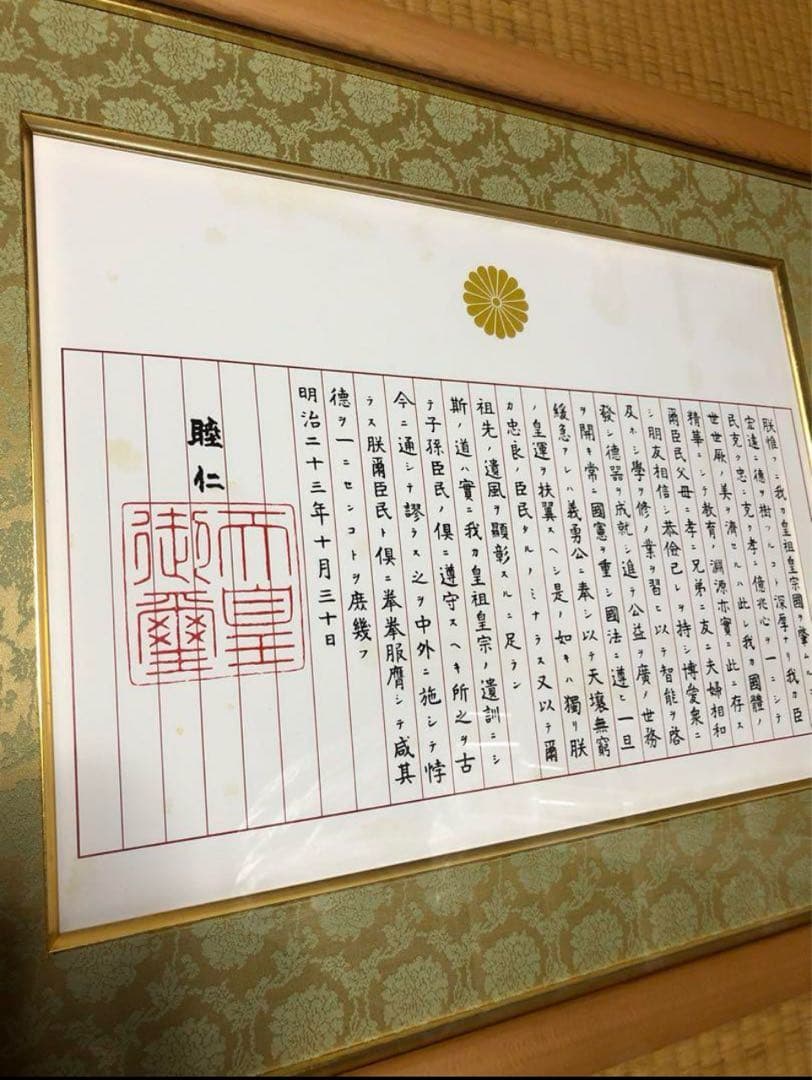 朕惟フニ我カ皇祖皇宗國ヲ肇ムル
宏遠ニ德ヲ樹ツルコト深厚ナリ我カ臣
民克ク忠ニ克ク孝ニ億兆心ヲ一ニシテ
世世厥ノ美ヲ濟セルハ此レ我カ國體ノ
精華ニシテ教育ノ淵源亦實ニ此ニ存ス
爾臣民父母ニ孝ニ兄弟ニ友ニ夫婦相和
シ朋友相信シ恭儉己レヲ持シ博愛衆ニ
及ホシ學ヲ修メ業ヲ習ヒ以テ智能ヲ啓
發シ德器ヲ成就シ進テ公益ヲ廣メ世務
ヲ開キ常ニ國憲ヲ重シ國法ニ遵ヒ一旦
緩急アレハ義勇公ニ奉シ以テ天壤無窮
ノ皇運ヲ扶翼スヘシ是ノ如キハ獨リ朕
カ忠良ノ臣民タルノミナラス又以テ爾
祖先ノ遺風ヲ顯彰スルニ足ラン
斯ノ道ハ實ニ我カ皇祖皇宗ノ遺訓ニシ
テ子孫臣民ノ俱ニ遵守スヘキ所之ヲ古
今ニ通シテ謬ラス之ヲ中外ニ施シテ悖
ラス朕爾臣民ト俱ニ拳拳服膺シテ咸其
德ヲ一ニセンコトヲ庶幾フ
明治二十三年十月三十日
睦仁
天皇
御璽